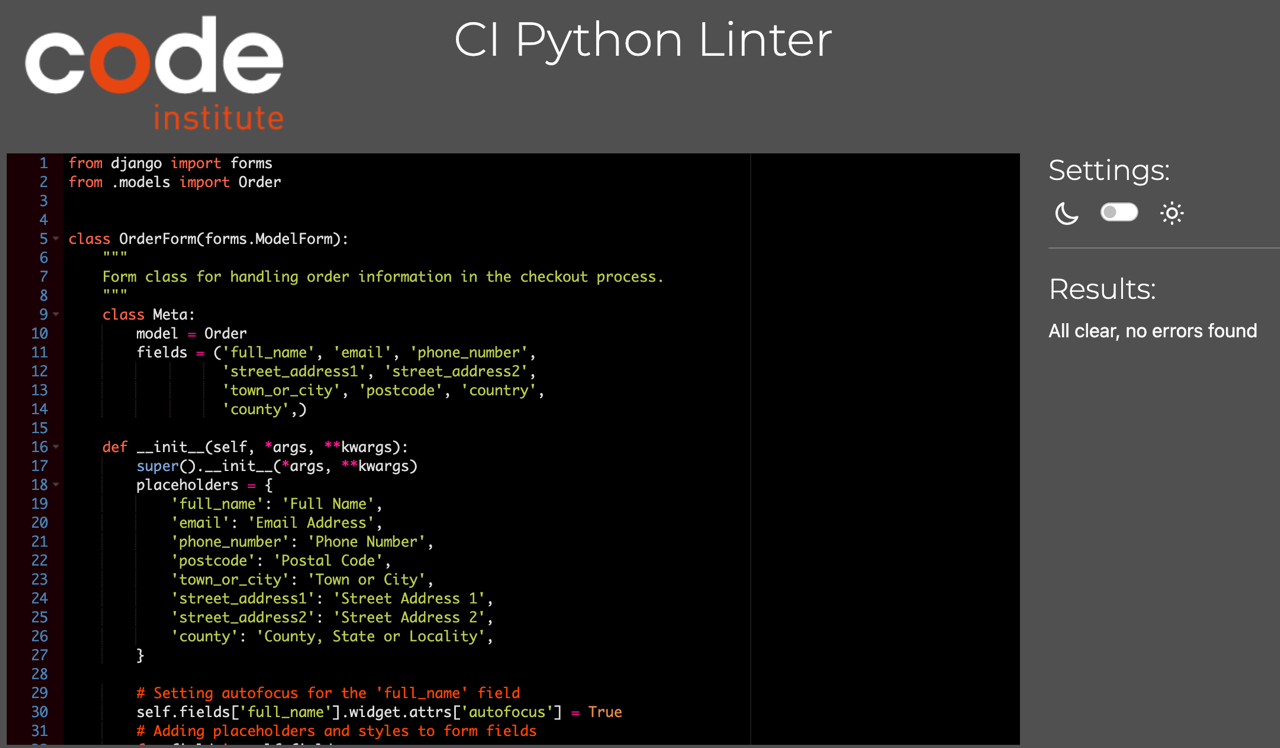 code
institute
CI Python Linter
1 from django import forms
2 from .models import Order
3
4
5 class OrderForm(forms.ModelForm):
6     """
7     Form class for handling order information in the checkout process.
8     """
9     class Meta:
10         model = Order
11         fields = ('full_name', 'email', 'phone_number',
12                   'street_address1', 'street_address2',
13                   'town_or_city', 'postcode', 'country',
14                   'county',)
15
16     def __init__(self, *args, **kwargs):
17         super().__init__(*args, **kwargs)
18         placeholders = {
19             'full_name': 'Full Name',
20             'email': 'Email Address',
21             'phone_number': 'Phone Number',
22             'postcode': 'Postal Code',
23             'town_or_city': 'Town or City',
24             'street_address1': 'Street Address 1',
25             'street_address2': 'Street Address 2',
26             'county': 'County, State or Locality',
27         }
28
29         # Setting autofocus for the 'full_name' field
30         self.fields['full_name'].widget.attrs['autofocus'] = True
31         # Adding placeholders and styles to form fields
Settings:
Results:
All clear, no errors found